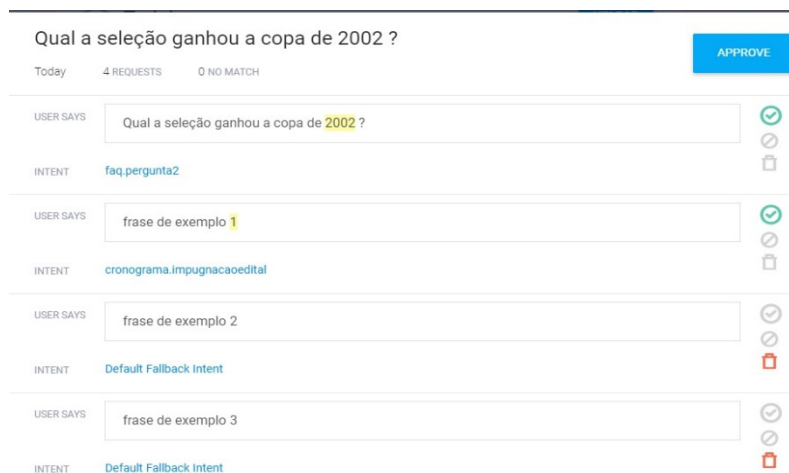 Qual a seleção ganhou a copa de 2002 ?
APPROVE
Today 4 REQUESTS 0 NO MATCH
USER SAYS Qual a seleção ganhou a copa de 2002 ?
INTENT faq.pergunta2
USER SAYS frase de exemplo 1
INTENT cronograma.impugnacaoedital
USER SAYS frase de exemplo 2
INTENT Default Fallback Intent
USER SAYS frase de exemplo 3
INTENT Default Fallback Intent